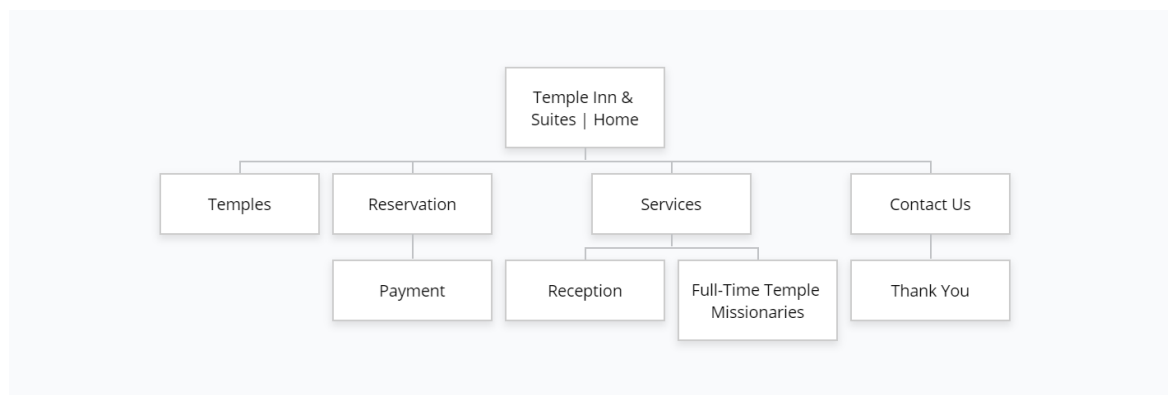 Temple Inn &
Suites | Home
Temples
Reservation
Services
Contact Us
Payment
Reception
Full-Time Temple
Missionaries
Thank You